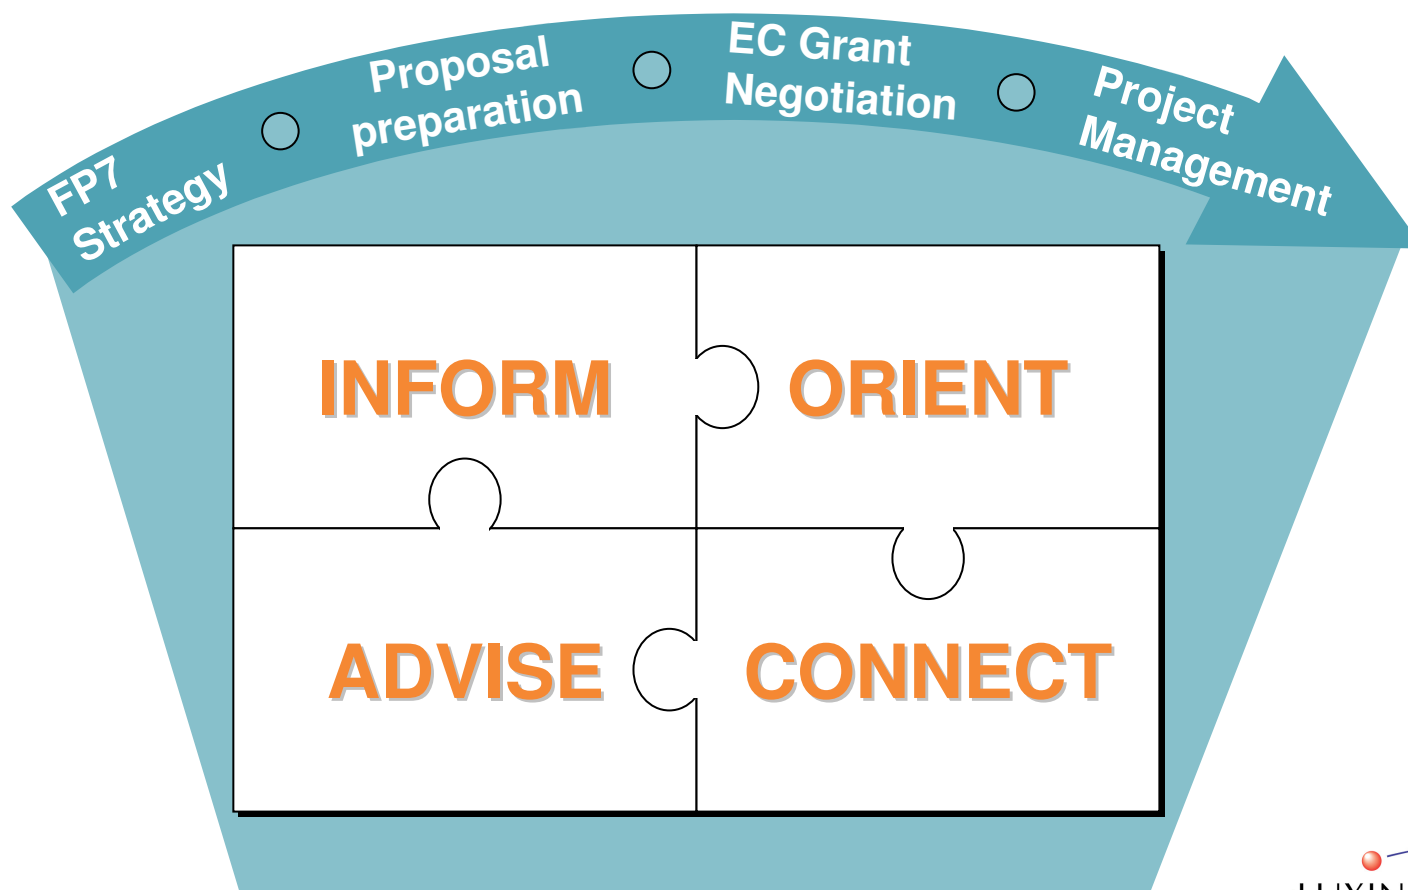 FP7
Strategy
Proposal
preparation
EC Grant
Negotiation
Project
Management
INFORM
ORIENT
ADVISE
CONNECT